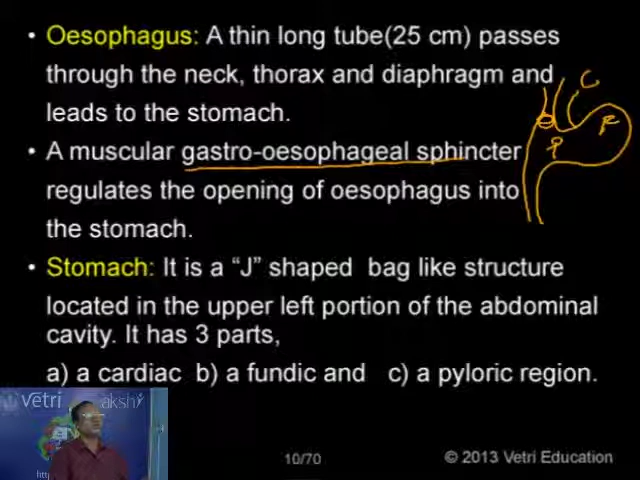 • Oesophagus: A thin long tube(25 cm) passes
through the neck, thorax and diaphragm and
leads to the stomach.
• A muscular gastro-oesophageal sphincter
regulates the opening of oesophagus into
the stomach.
• Stomach: It is a “J” shaped bag like structure
located in the upper left portion of the abdominal
cavity. It has 3 parts,
a) a cardiac b) a fundic and c) a pyloric region.
C
F
P
vetri
akshi
10/70
© 2013 Vetri Education